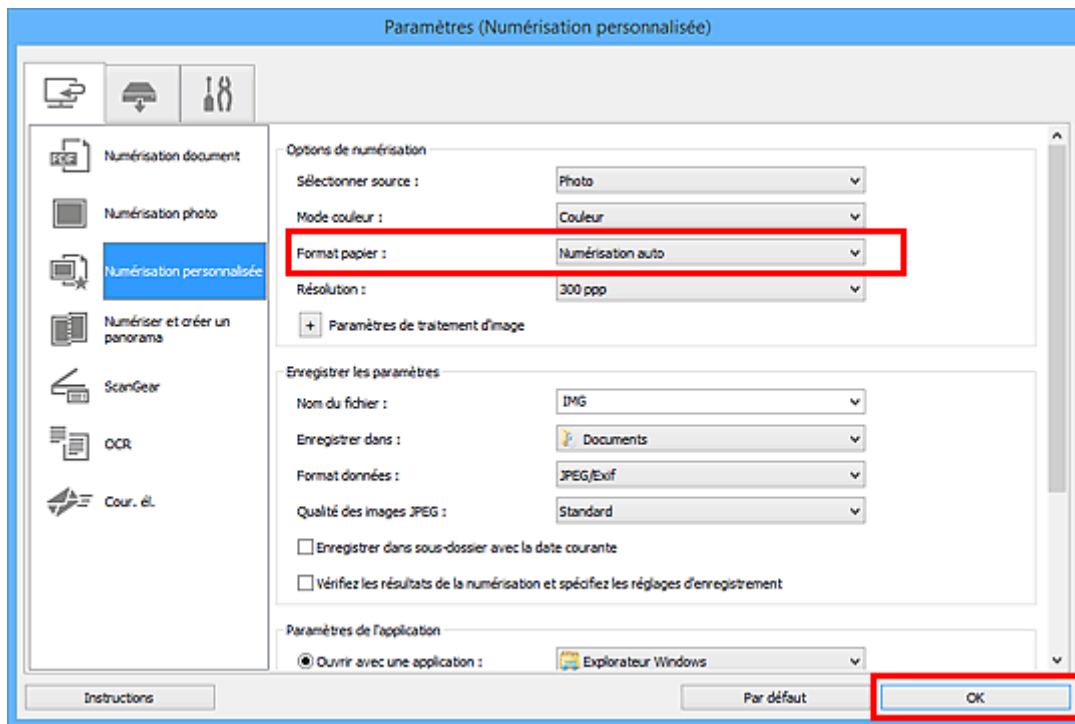 Paramètres (Numérisation personnalisée)
PDF
Numérisation document
Numérisation photo
Numérisation personnalisée
Numériser et créer un
panorama
ScanGear
OCR
Cour. él.
Options de numérisation
Sélectionner source : Photo
Mode couleur : Couleur
Format papier : Numérisation auto
Résolution : 300 ppp
+ Paramètres de traitement d'image
Enregistrer les paramètres
Nom du fichier : IMG
Enregistrer dans : Documents
Format données : JPEG/Exif
Qualité des images JPEG : Standard
Enregistrer dans sous-dossier avec la date courante
Vérifiez les résultats de la numérisation et spécifiez les réglages d'enregistrement
Paramètres de l'application
Ouvrir avec une application : Explorateur Windows
Instructions Par défaut OK